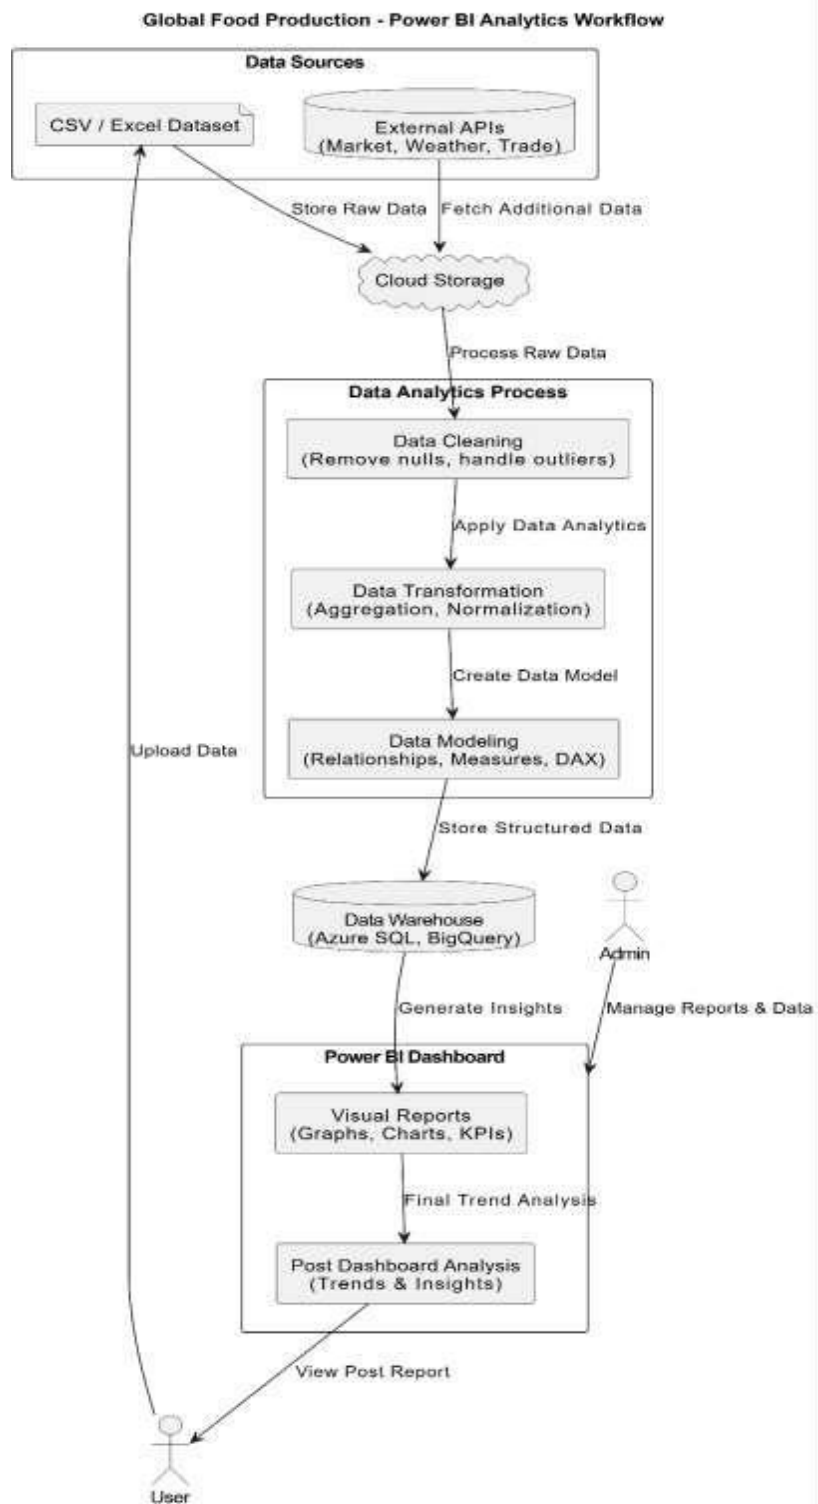 Global Food Production - Power BI Analytics Workflow
Data Sources
CSV / Excel Dataset
External APIs
(Market, Weather, Trade)
Store Raw Data
Fetch Additional Data
Cloud Storage
Process Raw Data
Data Analytics Process
Data Cleaning
(Remove nulls, handle outliers)
Apply Data Analytics
Data Transformation
(Aggregation, Normalization)
Create Data Model
Data Modeling
(Relationships, Measures, DAX)
Upload Data
Store Structured Data
Data Warehouse
(Azure SQL, BigQuery)
Admin
Generate Insights
Manage Reports & Data
Power BI Dashboard
Visual Reports
(Graphs, Charts, KPIs)
Final Trend Analysis
Post Dashboard Analysis
(Trends & Insights)
View Post Report
User